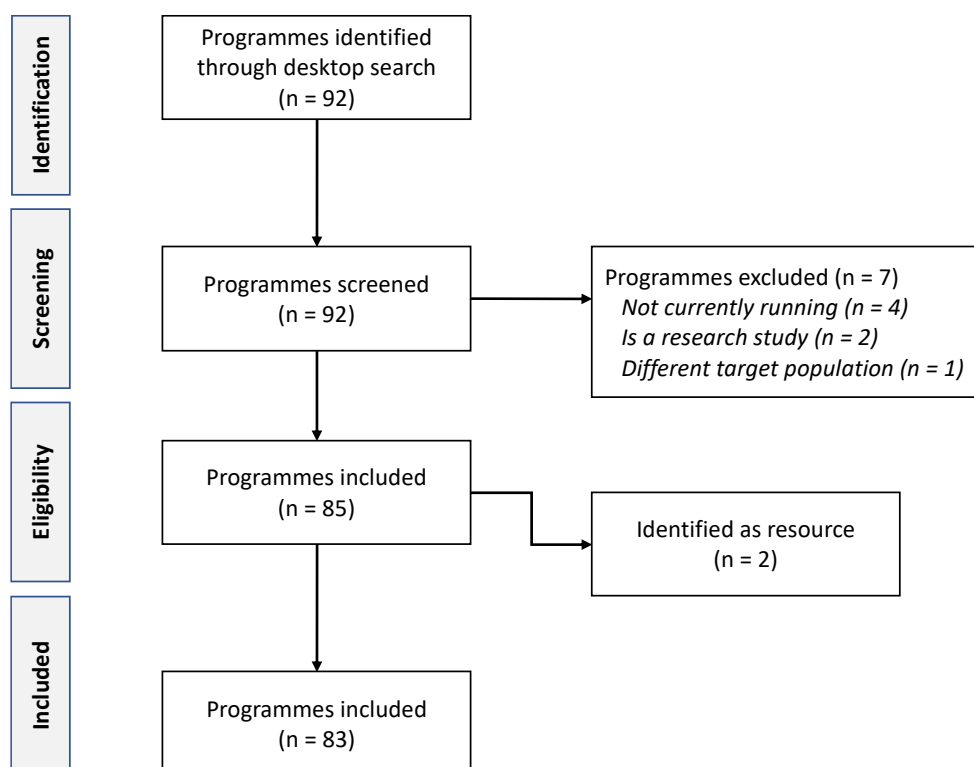 Identification
Programmes identified
through desktop search
(n = 92)
Screening
Programmes screened
(n = 92)
Programmes excluded (n = 7)
Not currently running (n = 4)
Is a research study (n = 2)
Different target population (n = 1)
Eligibility
Programmes included
(n = 85)
Identified as resource
(n = 2)
Included
Programmes included
(n = 83)